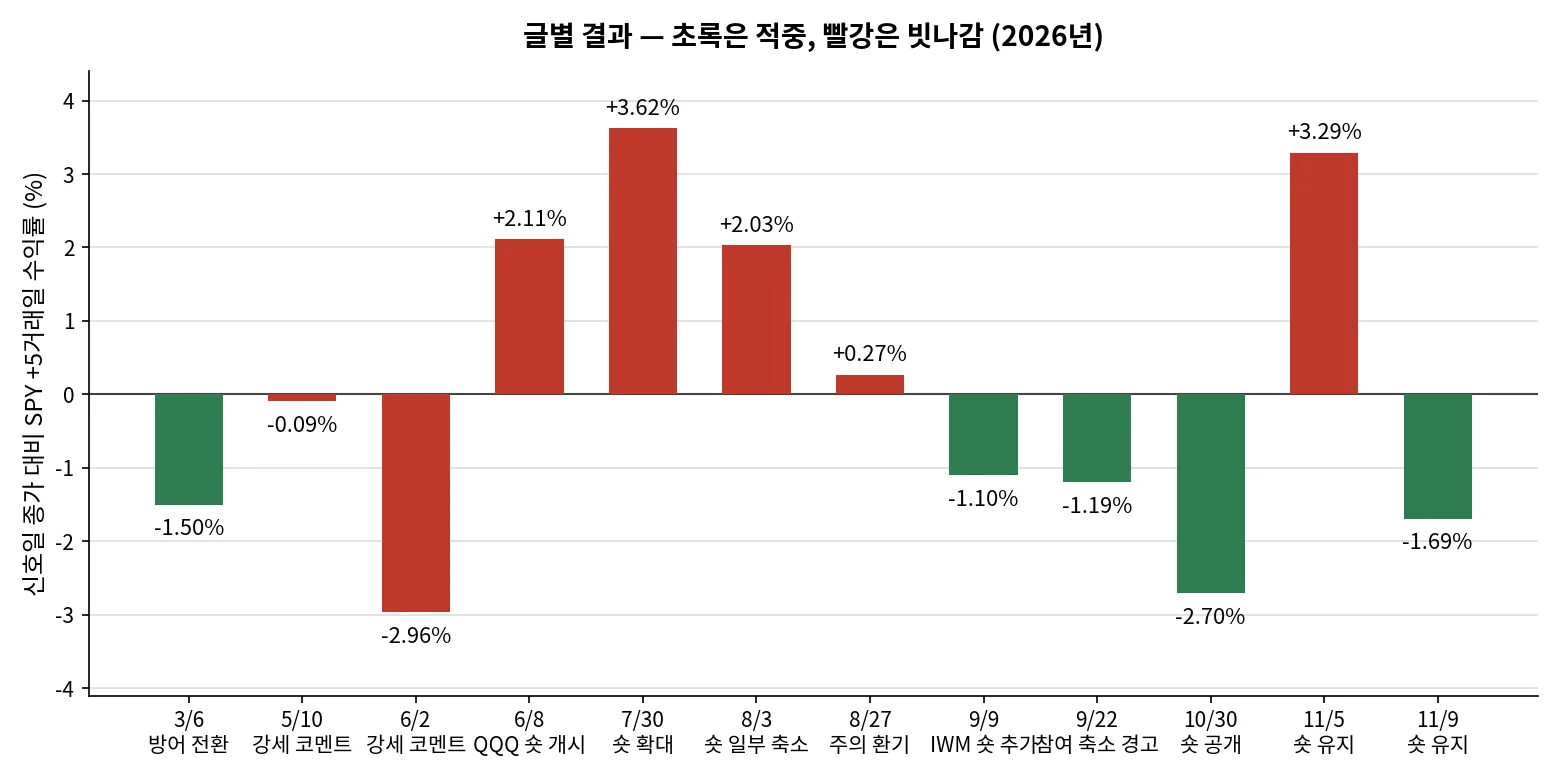 글별 결과 — 초록은 적중, 빨강은 빗나감 (2026년)
신호일 종가 대비 SPY +5거래일 수익률 (%)
4
3
2
1
0
-1
-2
-3
-4
-1.50%
-0.09%
-2.96%
+2.11%
+3.62%
+2.03%
+0.27%
-1.10%
-1.19%
-2.70%
+3.29%
-1.69%
3/6
방어 전환
5/10
강세 코멘트
6/2
강세 코멘트
6/8
QQQ 숏 개시
7/30
숏 확대
8/3
숏 일부 축소
8/27
주의 환기
9/9
IWM 숏 추가
9/22
참여 축소 경고
10/30
숏 공개
11/5
숏 유지
11/9
숏 유지